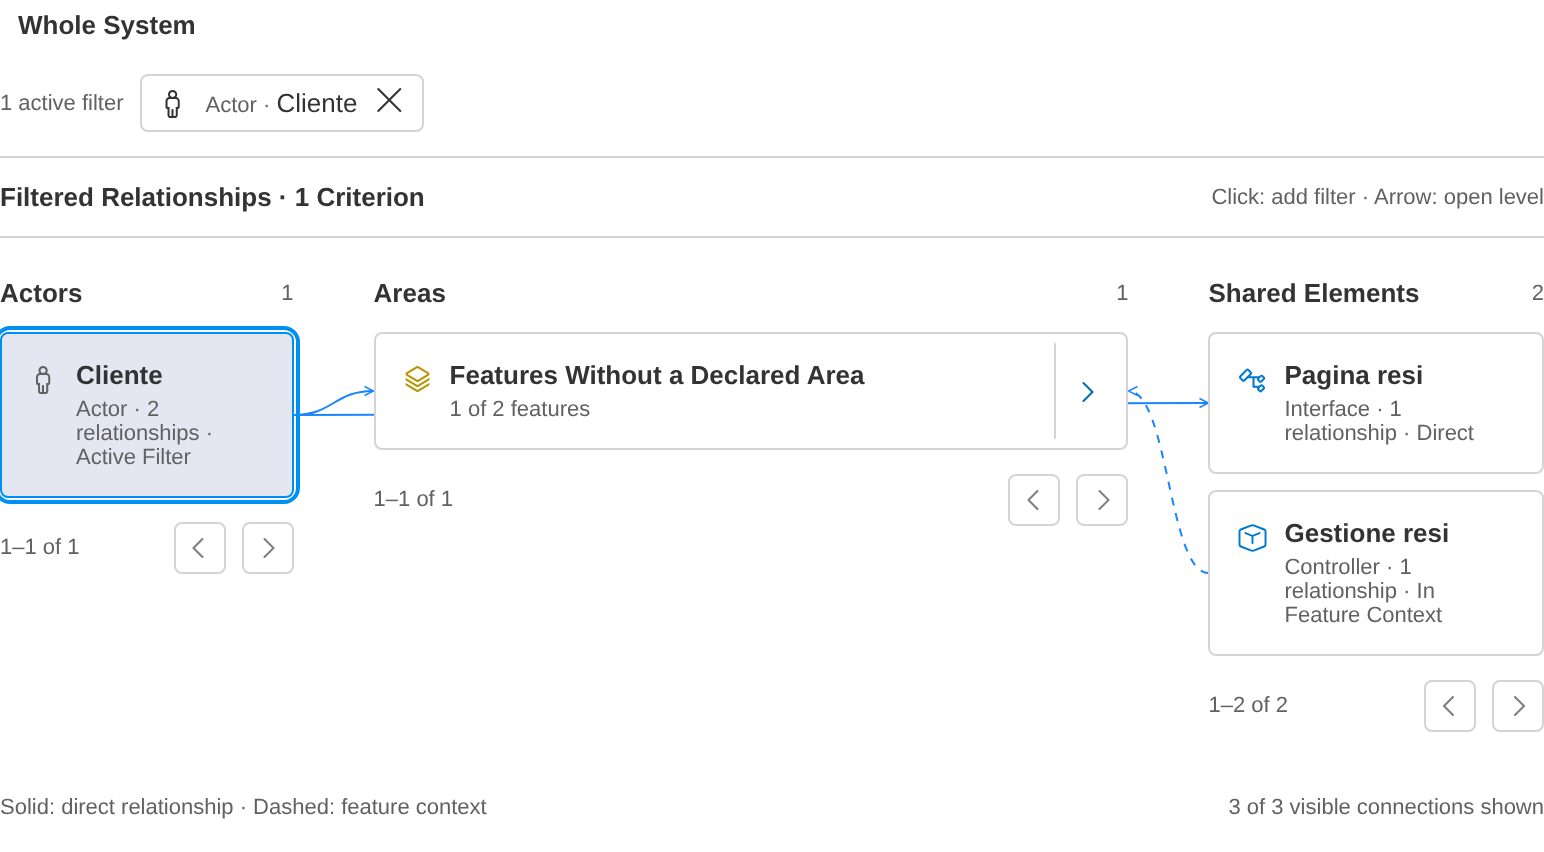 Whole System
1 active filter
Actor · Cliente
Filtered Relationships · 1 Criterion
Click: add filter · Arrow: open level
Actors
1
Cliente
Actor · 2
relationships ·
Active Filter
1–1 of 1
Areas
1
Features Without a Declared Area
1 of 2 features
1–1 of 1
Shared Elements
2
Pagina resi
Interface · 1
relationship · Direct
Gestione resi
Controller · 1
relationship · In
Feature Context
1–2 of 2
Solid: direct relationship · Dashed: feature context
3 of 3 visible connections shown